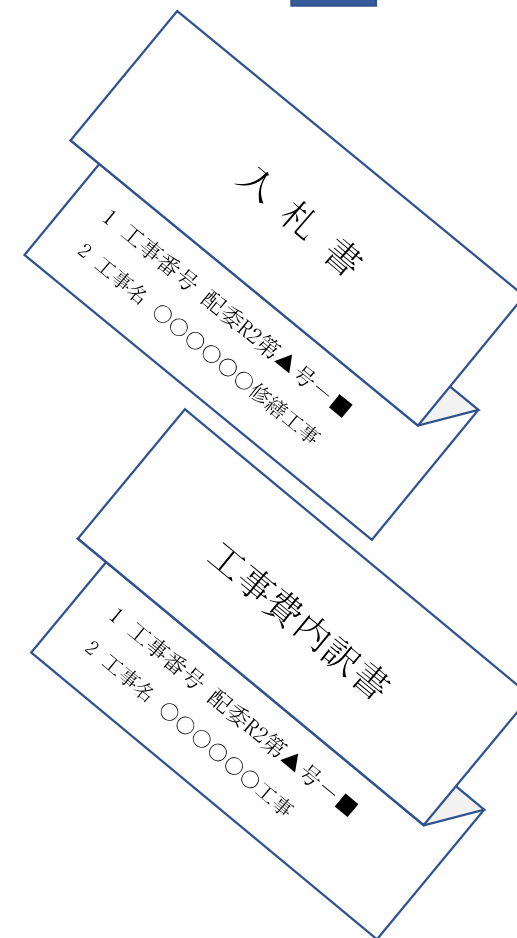 入札書
1 工事番号 配委R2第▲号－■
2 工事名 ○○○○○○修繕工事
工事費内訳書
1 工事番号 配委R2第▲号－■
2 工事名 ○○○○○○工事